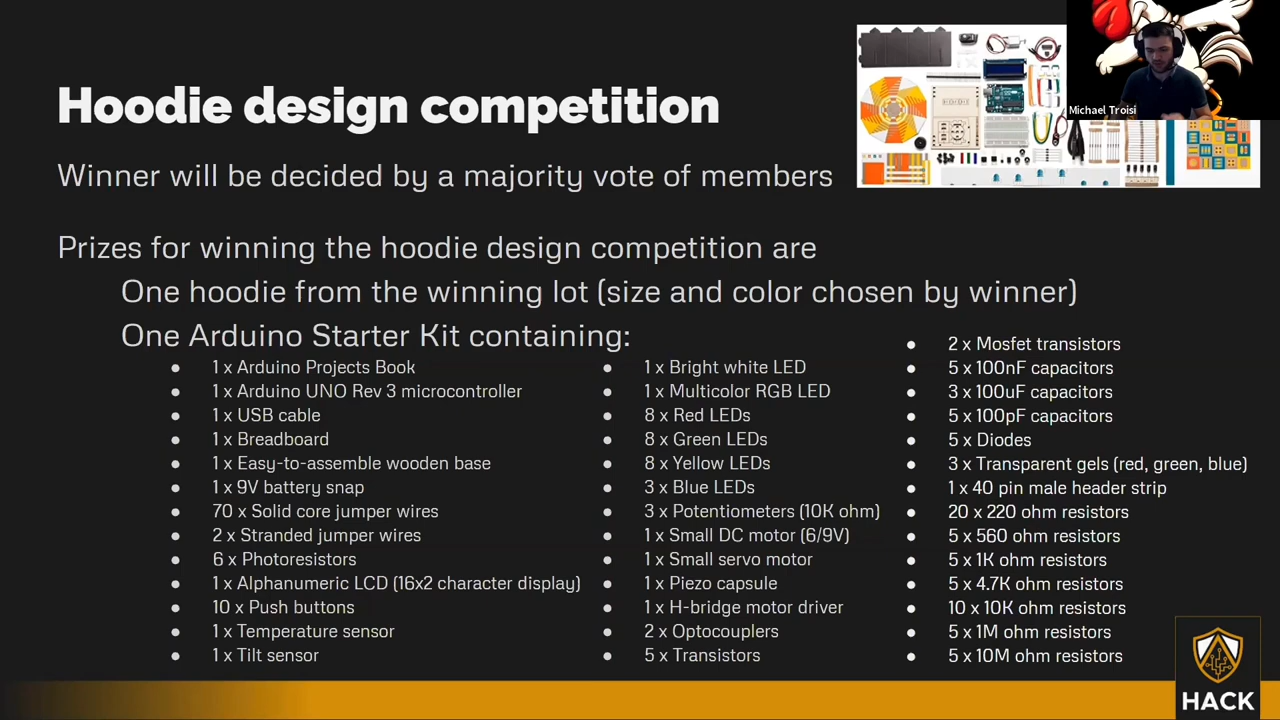 Michael Troisi
Hoodie design competition
Winner will be decided by a majority vote of members
Prizes for winning the hoodie design competition are
One hoodie from the winning lot (size and color chosen by winner)
One Arduino Starter Kit containing:
● 1 x Arduino Projects Book
● 1 x Arduino UNO Rev 3 microcontroller
● 1 x USB cable
● 1 x Breadboard
● 1 x Easy-to-assemble wooden base
● 1 x 9V battery snap
● 70 x Solid core jumper wires
● 2 x Stranded jumper wires
● 6 x Photoresistors
● 1 x Alphanumeric LCD (16x2 character display)
● 10 x Push buttons
● 1 x Temperature sensor
● 1 x Tilt sensor
● 1 x Bright white LED
● 1 x Multicolor RGB LED
● 8 x Red LEDs
● 8 x Green LEDs
● 8 x Yellow LEDs
● 3 x Blue LEDs
● 3 x Potentiometers (10K ohm)
● 1 x Small DC motor (6/9V)
● 1 x Small servo motor
● 1 x Piezo capsule
● 1 x H-bridge motor driver
● 2 x Optocouplers
● 5 x Transistors
● 2 x Mosfet transistors
● 5 x 100nF capacitors
● 3 x 100uF capacitors
● 5 x 100pF capacitors
● 5 x Diodes
● 3 x Transparent gels (red, green, blue)
● 1 x 40 pin male header strip
● 20 x 220 ohm resistors
● 5 x 560 ohm resistors
● 5 x 1K ohm resistors
● 5 x 4.7K ohm resistors
● 10 x 10K ohm resistors
● 5 x 1M ohm resistors
● 5 x 10M ohm resistors
HACK